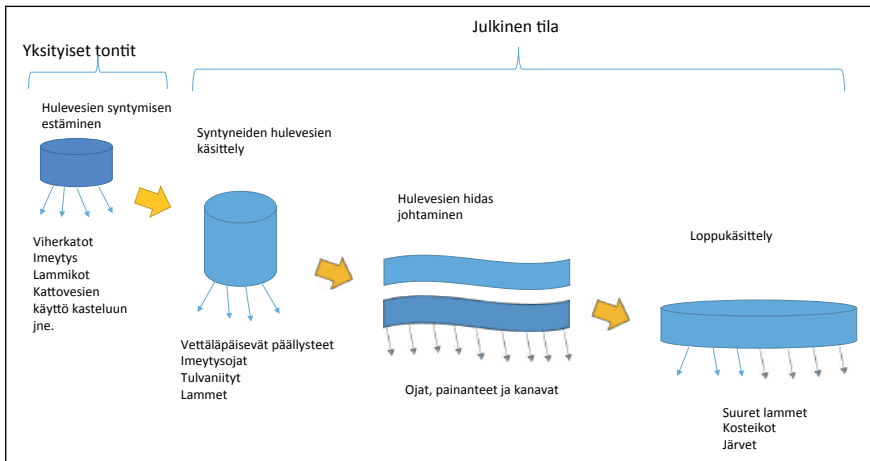 Yksityiset tontit
Julkinen tila
Hulevesien syntymisen
estäminen
Viherkatot
Imeytys
Lammikot
Kattovesien
käyttö kasteluun
jne.
Syntyneiden hulevesien
käsittely
Vettäläpäisevät päällysteet
Imeytysojat
Tulvaniityt
Lammet
Hulevesien hidas
johtaminen
Ojat, painanteet ja kanavat
Loppukäsittely
Suuret lammet
Kosteikot
Järvet